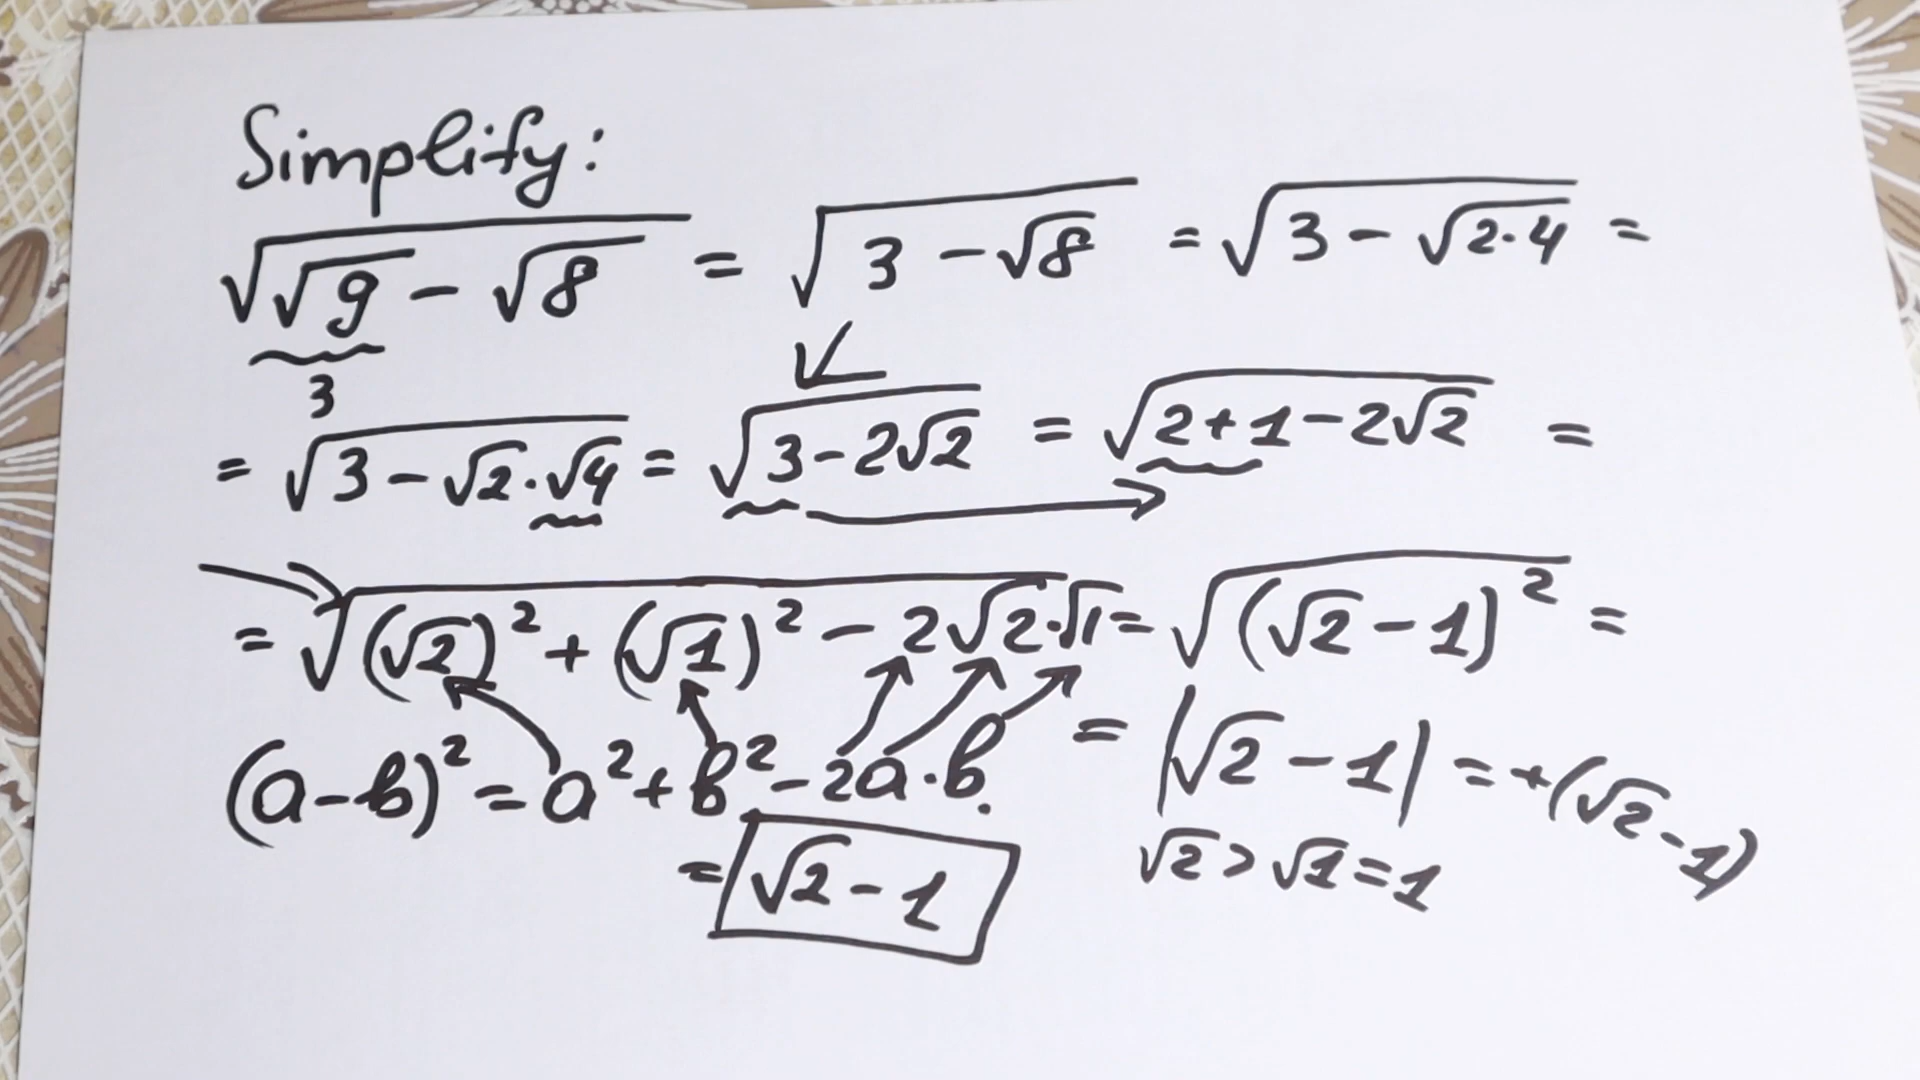 Simplify:
√(√9 - √8) = √(3 - √8) = √(3 - √(2·4)) =
3
= √(3 - √2·√4) = √(3 - 2√2) = √(2+1-2√2) =
= √((√2)² + (√1)² - 2√2·√1) = √((√2 - 1)²) =
(a-b)² = a² + b² - 2a·b.
= |√2 - 1| = +(√2 - 1)
√2 > √1 = 1
= √2 - 1